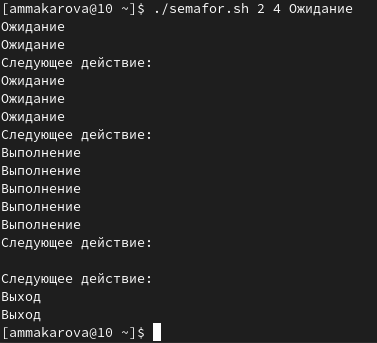 [ammakarova@10 ~]$ ./semafor.sh 2 4 Ожидание
Ожидание
Ожидание
Следующее действие:
Ожидание
Ожидание
Ожидание
Следующее действие:
Выполнение
Выполнение
Выполнение
Выполнение
Выполнение
Следующее действие:
Следующее действие:
Выход
Выход
[ammakarova@10 ~]$